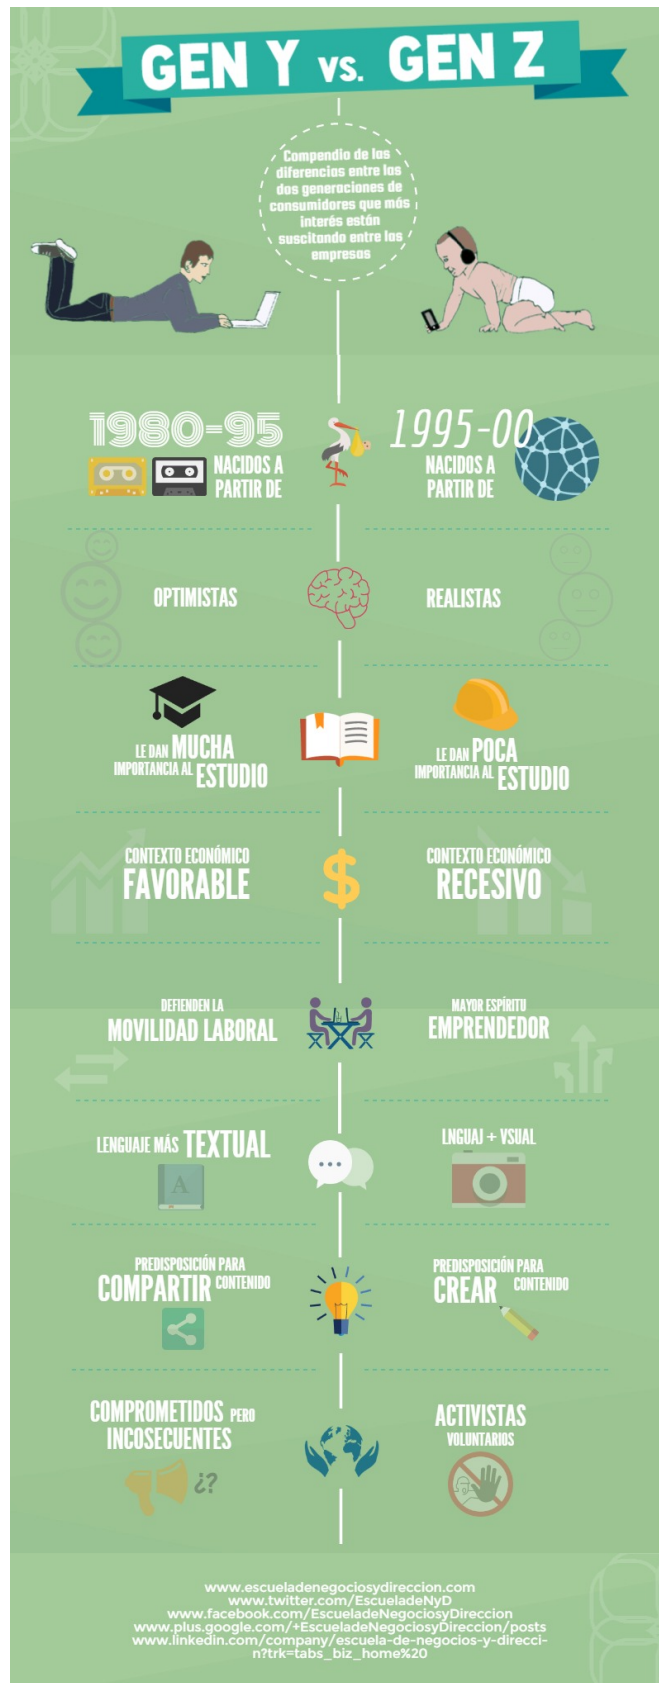 GEN Y vs. GEN Z
Compendio de las
diferencias entre las
dos generaciones de
consumidores que más
interés están
suscitando entre las
empresas
1980-95
NACIDOS A
PARTIR DE
1995-00
NACIDOS A
PARTIR DE
OPTIMISTAS
REALISTAS
LE DAN MUCHA
IMPORTANCIA AL ESTUDIO
LE DAN POCA
IMPORTANCIA AL ESTUDIO
CONTEXTO ECONÓMICO
FAVORABLE
$
CONTEXTO ECONÓMICO
RECESIVO
DEFIENDEN LA
MOVILIDAD LABORAL
MAYOR ESPÍRITU
EMPRENDEDOR
LENGUAJE MÁS TEXTUAL
A
LNGUAJ + VSUAL
PREDISPOSICIÓN PARA
COMPARTIR CONTENIDO
PREDISPOSICIÓN PARA
CREAR CONTENIDO
COMPROMETIDOS PERO
INCOSECUENTES
¿?
ACTIVISTAS
VOLUNTARIOS
www.escueladenegociosydireccion.com
www.twitter.com/EscueladeNyD
www.facebook.com/EscueladeNegociosyDireccion
www.plus.google.com/+EscueladeNegociosyDireccion/posts
www.linkedin.com/company/escuela-de-negocios-y-direcci-
n?trk=tabs_biz_home%20